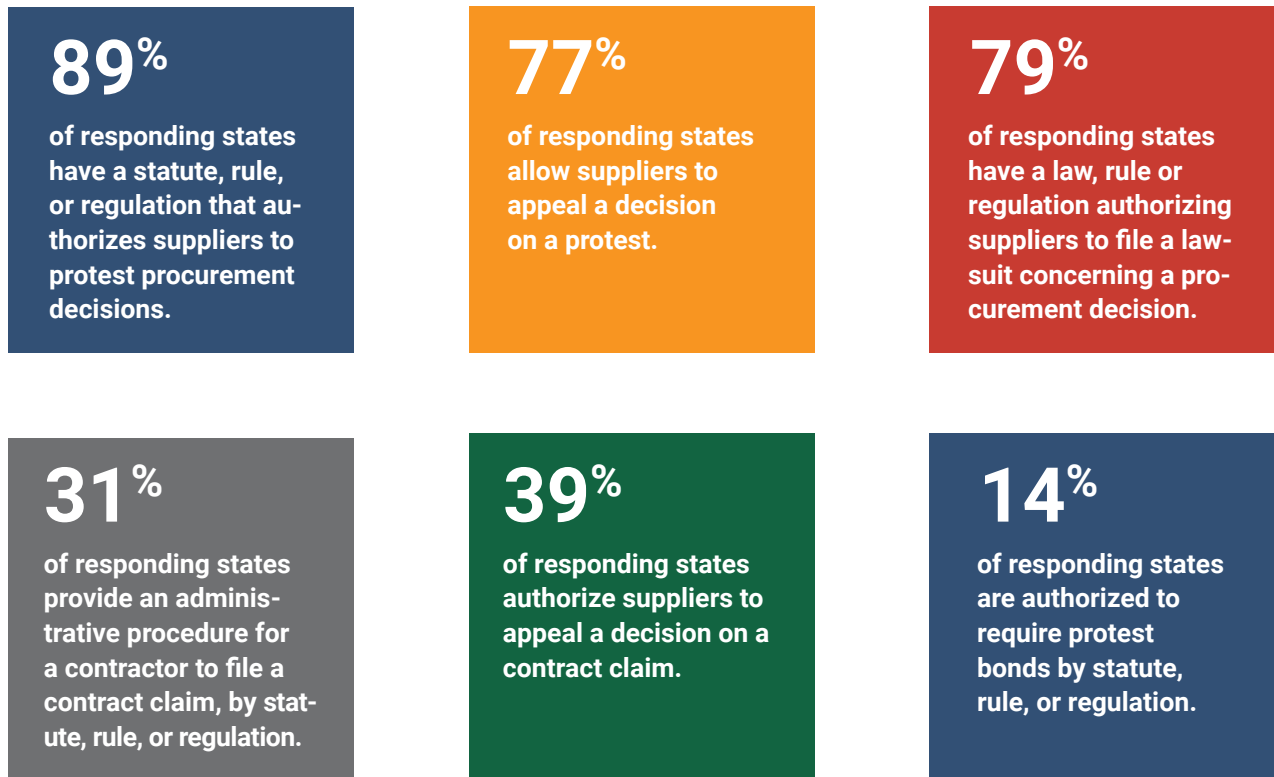 89%
of responding states
have a statute, rule,
or regulation that au-
thorizes suppliers to
protest procurement
decisions.
77%
of responding states
allow suppliers to
appeal a decision
on a protest.
79%
of responding states
have a law, rule or
regulation authorizing
suppliers to file a law-
suit concerning a pro-
curement decision.
31%
of responding states
provide an adminis-
trative procedure for
a contractor to file a
contract claim, by stat-
ute, rule, or regulation.
39%
of responding states
authorize suppliers to
appeal a decision on a
contract claim.
14%
of responding states
are authorized to
require protest
bonds by statute,
rule, or regulation.